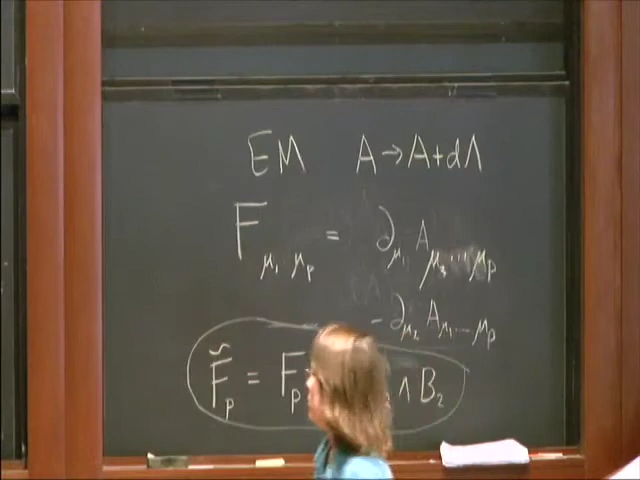 EM A → A + dΛ
F_{μ₁ μ_p} = ∂_{μ₁} A_{μ₂ ... μ_p}
- ∂_{μ₂} A_{μ₁ ... μ_p}
F̃_p = F_p ∧ B₂